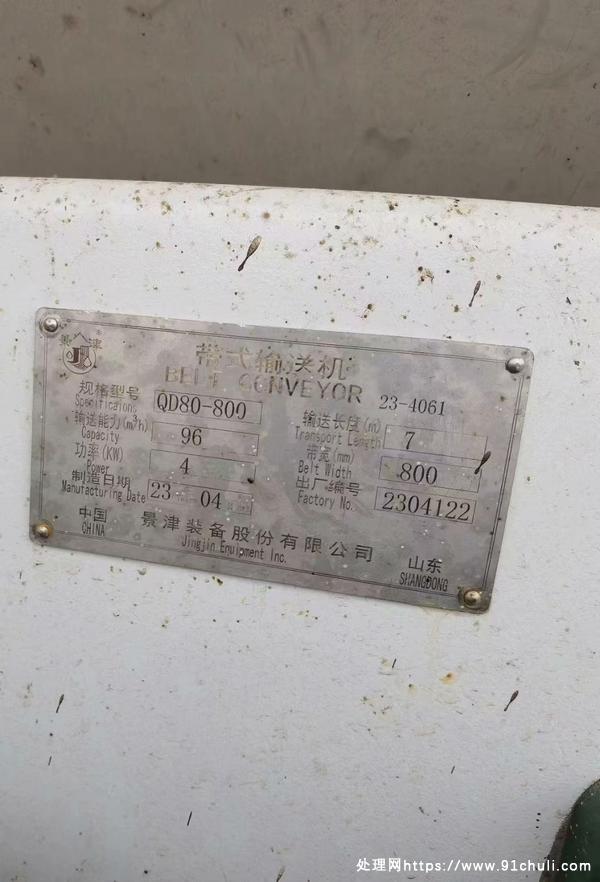 景津
带式输送机
BELT CONVEYOR 23-4061
规格型号 QD80-800 输送长度(m) 7
Specifications Transport Length
输送能力(m³/h) 96 带宽(mm) 800
Capacity Belt Width
功率(KW) 4 出厂编号 2304122
Power Factory No.
制造日期 23 04
Manufacturing Date
中国 景津装备股份有限公司 山东
CHINA Jingjin Equipment Inc. SHANGDONG
处理网https://www.91chuli.com